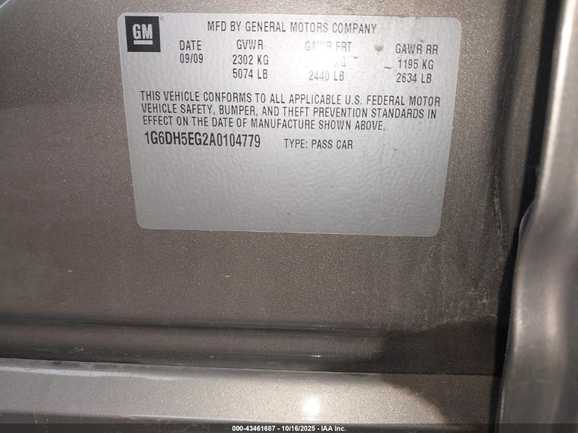 GM
MFD BY GENERAL MOTORS COMPANY
DATE GVWR GAWR FRT GAWR RR
09/09 2302 KG 1195 KG
5074 LB 2440 LB 2634 LB
THIS VEHICLE CONFORMS TO ALL APPLICABLE U.S. FEDERAL MOTOR
VEHICLE SAFETY, BUMPER, AND THEFT PREVENTION STANDARDS IN
EFFECT ON THE DATE OF MANUFACTURE SHOWN ABOVE.
1G6DH5EG2A0104779 TYPE: PASS CAR
000-43461687 - 10/16/2025 - IAA Inc.